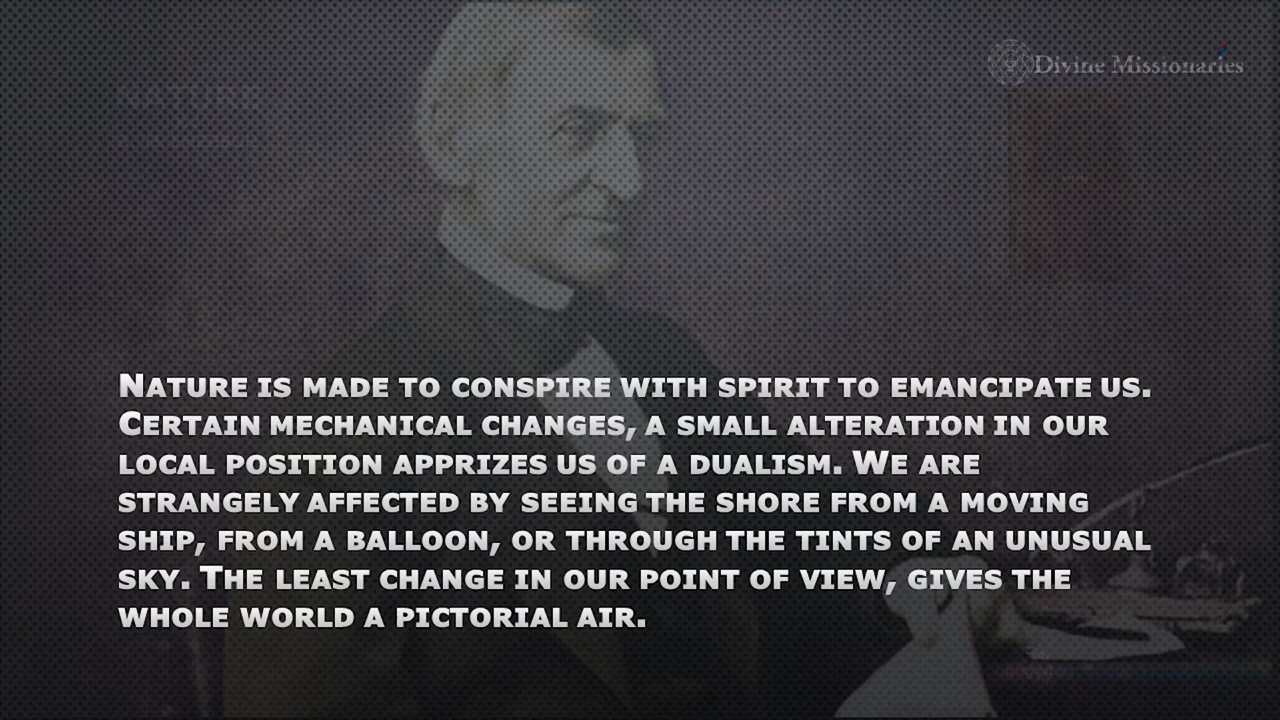 Divine Missionaries
NATURE
Nature is made to conspire with spirit to emancipate us.
Certain mechanical changes, a small alteration in our
local position apprizes us of a dualism. We are
strangely affected by seeing the shore from a moving
ship, from a balloon, or through the tints of an unusual
sky. The least change in our point of view, gives the
whole world a pictorial air.